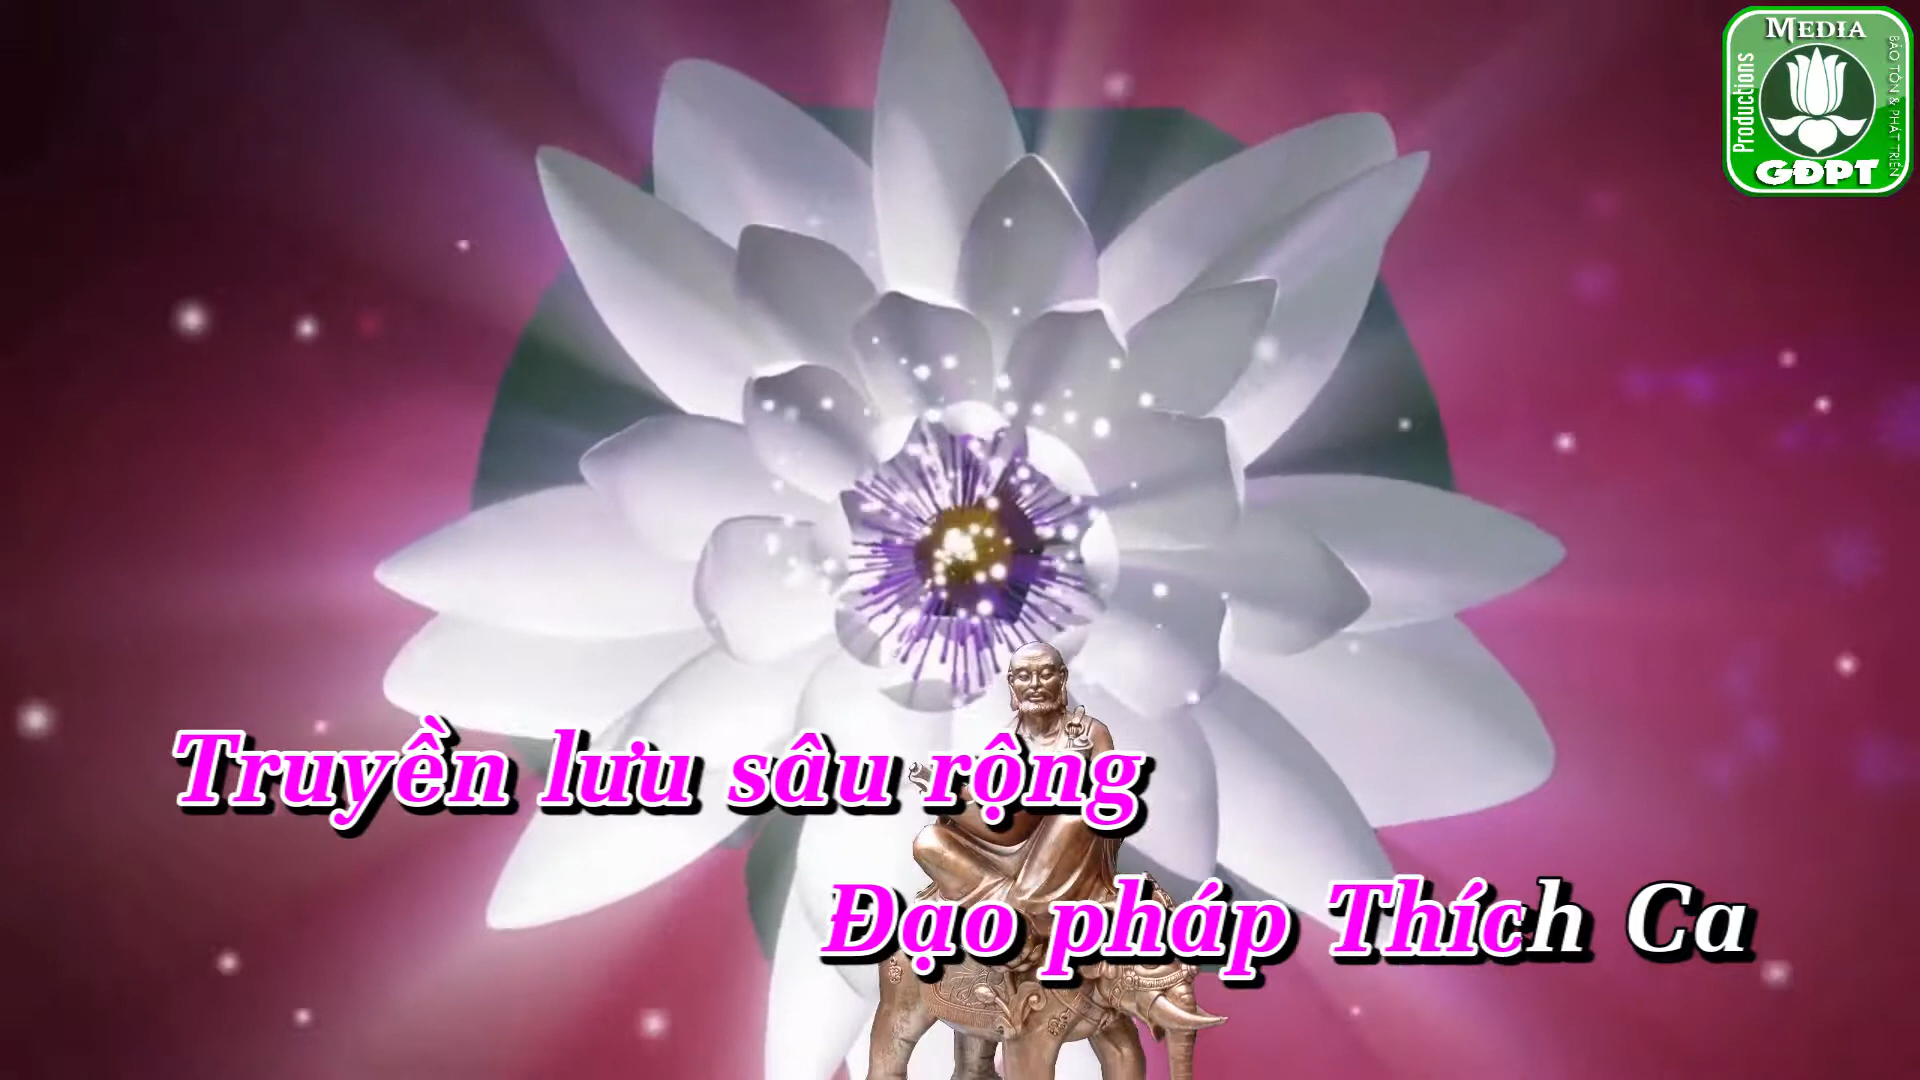 MEDIA
Productions
BẢO TỒN & PHÁT TRIỂN
GĐPT
Truyền lưu sâu rộng
Đạo pháp Thích Ca